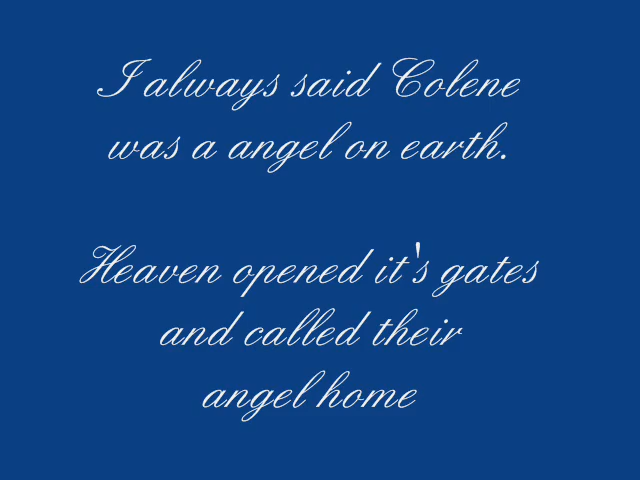 I always said Colene
was a angel on earth.
Heaven opened it's gates
and called their
angel home